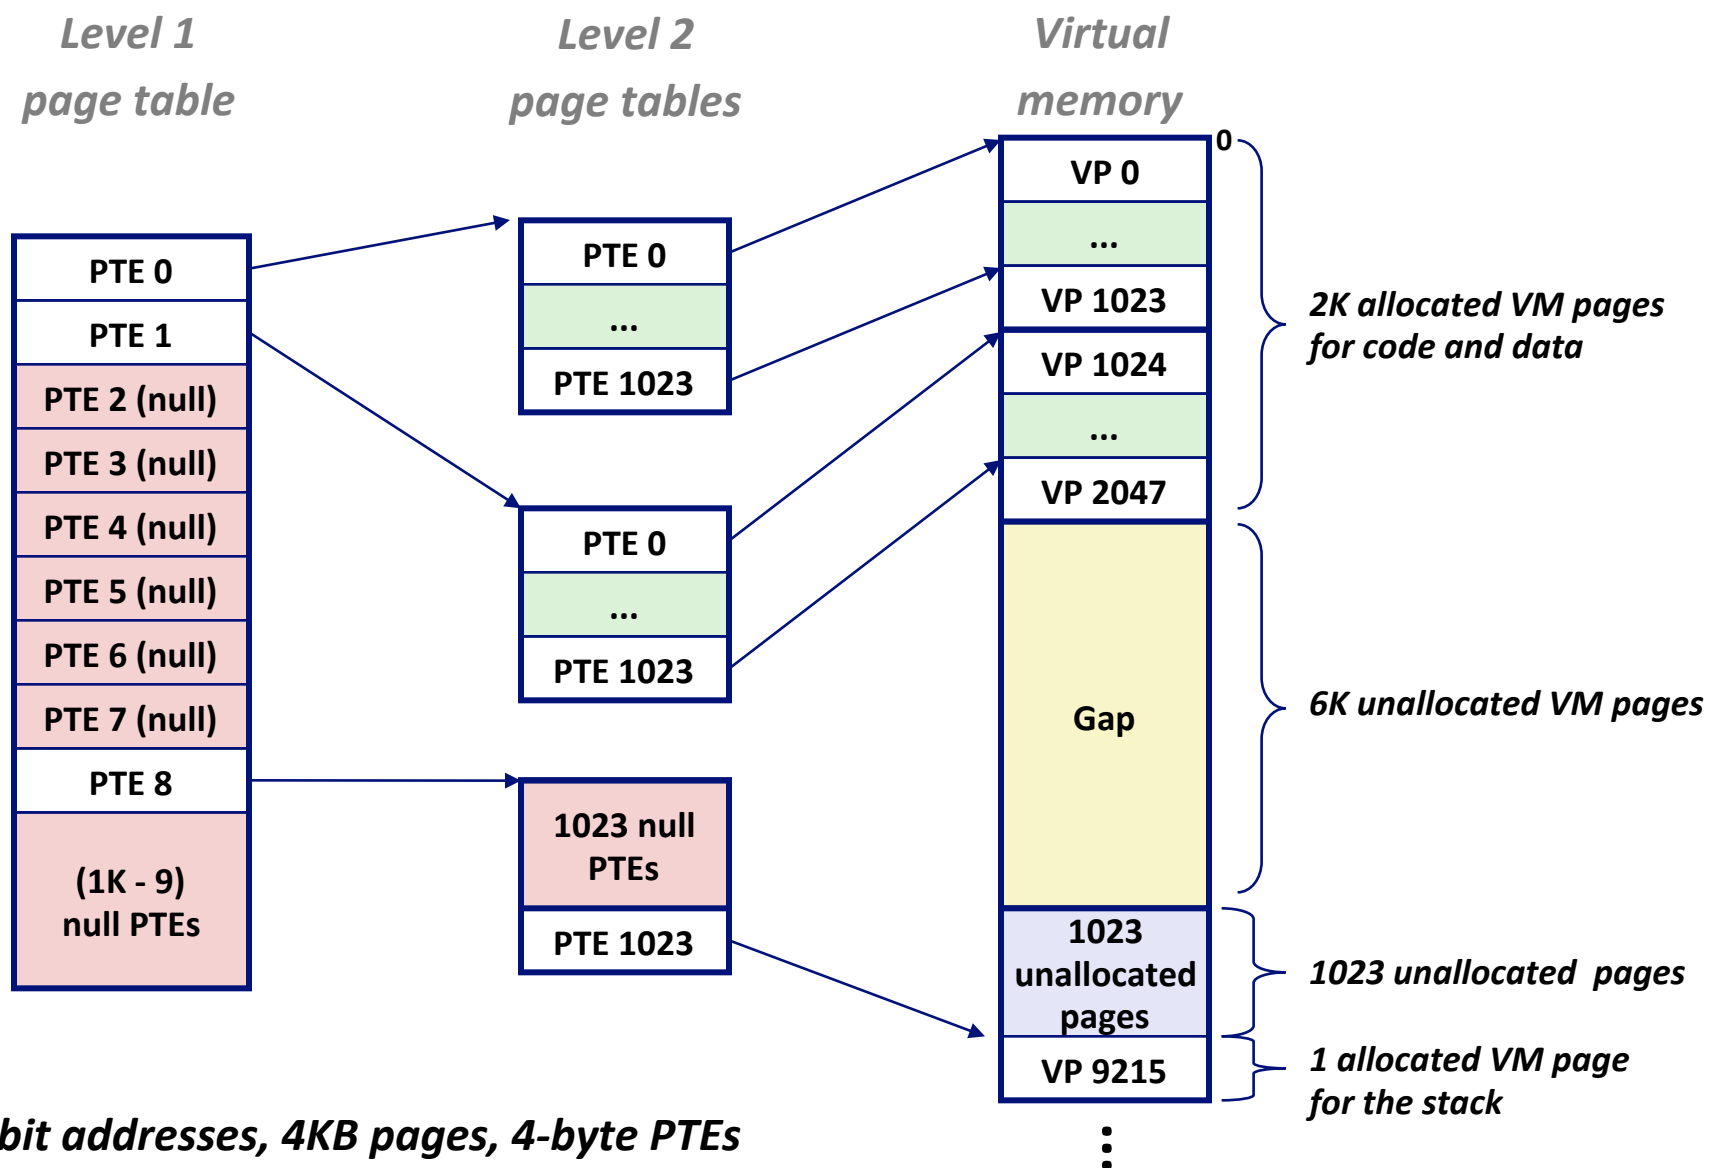 Level 1
page table
Level 2
page tables
Virtual
memory
PTE 0
PTE 1
PTE 2 (null)
PTE 3 (null)
PTE 4 (null)
PTE 5 (null)
PTE 6 (null)
PTE 7 (null)
PTE 8
(1K - 9)
null PTEs
PTE 0
...
PTE 1023
PTE 0
...
PTE 1023
1023 null
PTEs
PTE 1023
0
VP 0
...
VP 1023
VP 1024
...
VP 2047
Gap
1023
unallocated
pages
VP 9215
2K allocated VM pages
for code and data
6K unallocated VM pages
1023 unallocated  pages
1 allocated VM page
for the stack
bit addresses, 4KB pages, 4-byte PTEs